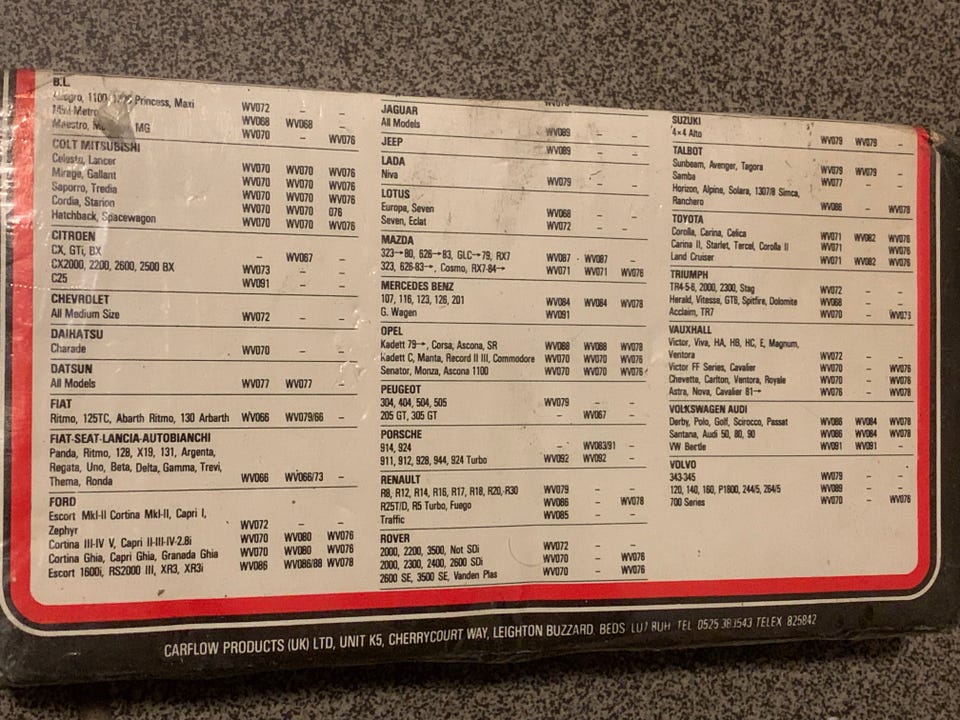 B.L.
Allegro, 1100 Princess, Maxi WV072 – –
Mini Metro WV068 WV068 –
Maestro, MG WV070 – WV076
COLT MITSUBISHI
Celeste, Lancer WV070 WV070 WV076
Mirage, Gallant WV070 WV070 WV076
Saporro, Tredia WV070 WV070 WV076
Cordia, Starion WV070 WV070 076
Hatchback, Spacewagon WV070 WV070 WV076
CITROEN
CX, GTi, BX – WV067 –
CX2000, 2200, 2600, 2500 BX WV073 – –
C25 WV091 – –
CHEVROLET
All Medium Size WV072 – –
DAIHATSU
Charade WV070 – –
DATSUN
All Models WV077 WV077 –
FIAT
Ritmo, 125TC, Abarth Ritmo, 130 Arbarth WV066 WV079/66 –
FIAT-SEAT-LANCIA-AUTOBIANCHI
Panda, Ritmo, 128, X19, 131, Argenta,
Regata, Uno, Beta, Delta, Gamma, Trevi,
Thema, Ronda WV066 WV066/73 –
FORD
Escort MkI-II Cortina MkI-II, Capri I,
Zephyr WV072 – –
Cortina III-IV V, Capri II-III-IV-2.8i WV070 WV080 WV076
Cortina Ghia, Capri Ghia, Granada Ghia WV070 WV080 WV076
Escort 1600i, RS2000 III, XR3, XR3i WV086 WV086/88 WV078
JAGUAR
All Models WV089 – –
JEEP WV089 – –
LADA
Niva WV079 – –
LOTUS
Europa, Seven WV068 – –
Seven, Eclat WV072 – –
MAZDA
323→80, 626→83, GLC→79, RX7 WV087 WV087 –
323, 626-83→, Cosmo, RX7-84→ WV071 WV071 WV076
MERCEDES BENZ
107, 116, 123, 126, 201 WV084 WV084 WV078
G. Wagen WV091
OPEL
Kadett 79→, Corsa, Ascona, SR WV088 WV088 WV078
Kadett C, Manta, Record II III, Commodore WV070 WV070 WV076
Senator, Monza, Ascona 1100 WV070 WV070 WV076
PEUGEOT
304, 404, 504, 505 WV079 – –
205 GT, 305 GT – WV067 –
PORSCHE
914, 924 – WV083/91 –
911, 912, 928, 944, 924 Turbo WV092 WV092 –
RENAULT
R8, R12, R14, R16, R17, R18, R20,-R30 WV079 – –
R25T/D, R5 Turbo, Fuego WV086 – WV078
Traffic WV085 – –
ROVER
2000, 2200, 3500, Not SDi WV072 – –
2000, 2300, 2400, 2600 SDi WV070 – WV076
2600 SE, 3500 SE, Vanden Plas WV070 – WV076
SUZUKI
4×4 Alto WV079 WV079 –
TALBOT
Sunbeam, Avenger, Tagora WV079 WV079 –
Samba WV077 – –
Horizon, Alpine, Solara, 1307/8 Simca,
Ranchero WV086 – WV078
TOYOTA
Corolla, Carina, Celica WV071 WV082 WV076
Carina II, Starlet, Tercel, Corolla II WV071 WV076
Land Cruiser WV071 WV082 WV076
TRIUMPH
TR4-5-6, 2000, 2300, Stag WV072 – –
Herald, Vitesse, GT6, Spitfire, Dolomite WV068 – –
Acclaim, TR7 WV070 –
VAUXHALL
Victor, Viva, HA, HB, HC, E, Magnum,
Ventora WV072 – –
Victor FF Series, Cavalier WV070 – WV076
Chevette, Carlton, Ventora, Royale WV070 – WV076
Astra, Nova, Cavalier 81→ WV076 – WV078
VOLKSWAGEN AUDI
Derby, Polo, Golf, Scirocco, Passat WV086 WV084 WV078
Santana, Audi 50, 80, 90 WV086 WV084 WV078
VW Beetle WV091 WV091 –
VOLVO
343-345 WV079 – –
120, 140, 160, P1800, 244/5, 264/5 WV089 – –
700 Series WV070 – WV076
CARFLOW PRODUCTS (UK) LTD, UNIT K5, CHERRYCOURT WAY, LEIGHTON BUZZARD, BEDS LU7 8UH TEL 0525 TELEX 825842